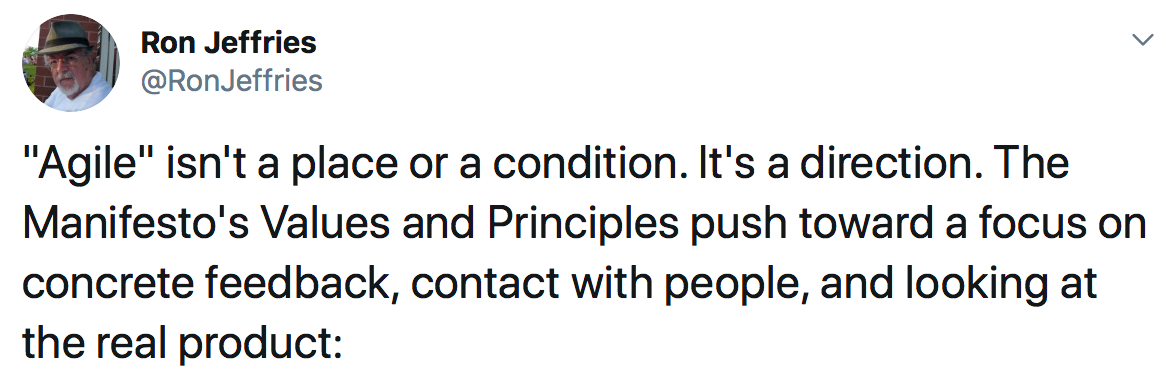 Ron Jeffries
@RonJeffries
"Agile" isn't a place or a condition. It's a direction. The
Manifesto's Values and Principles push toward a focus on
concrete feedback, contact with people, and looking at
the real product: